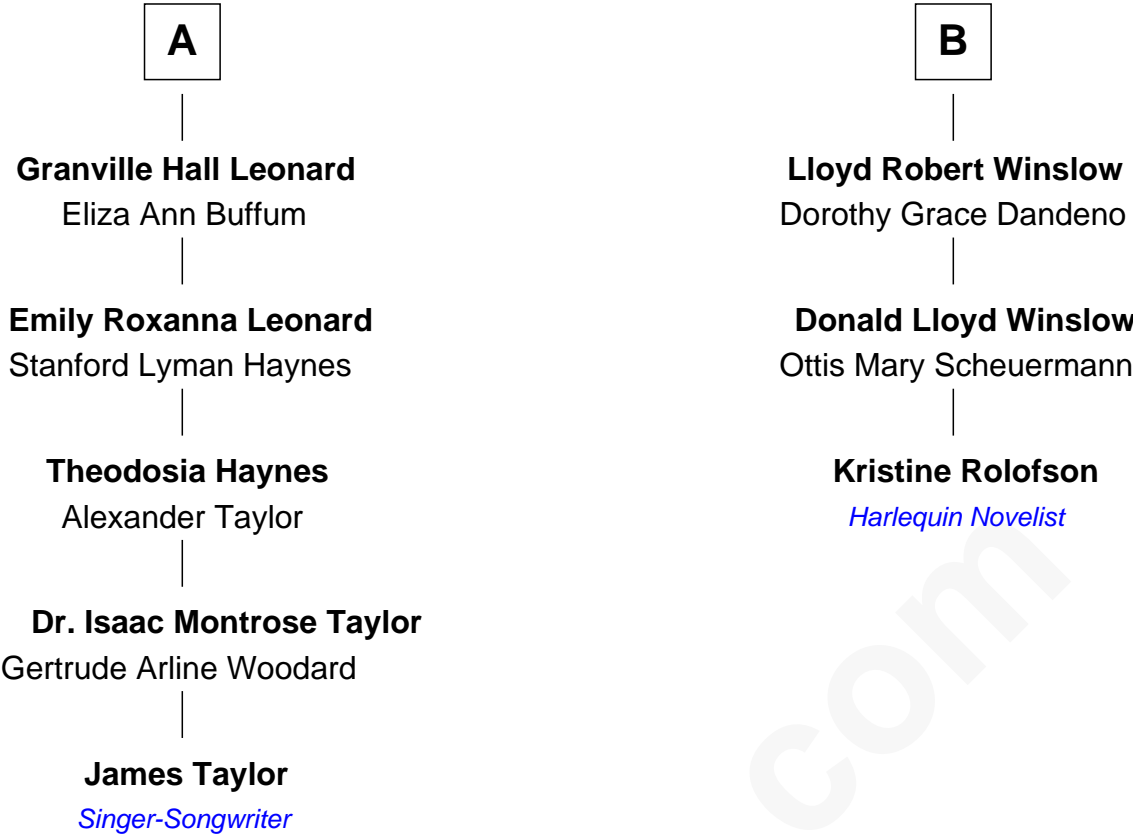 A
Granville Hall Leonard
Eliza Ann Buffum
Emily Roxanna Leonard
Stanford Lyman Haynes
Theodosia Haynes
Alexander Taylor
Dr. Isaac Montrose Taylor
Gertrude Arline Woodard
James Taylor
Singer-Songwriter
B
Lloyd Robert Winslow
Dorothy Grace Dandeno
Donald Lloyd Winslow
Ottis Mary Scheuermann
Kristine Rolofson
Harlequin Novelist
com